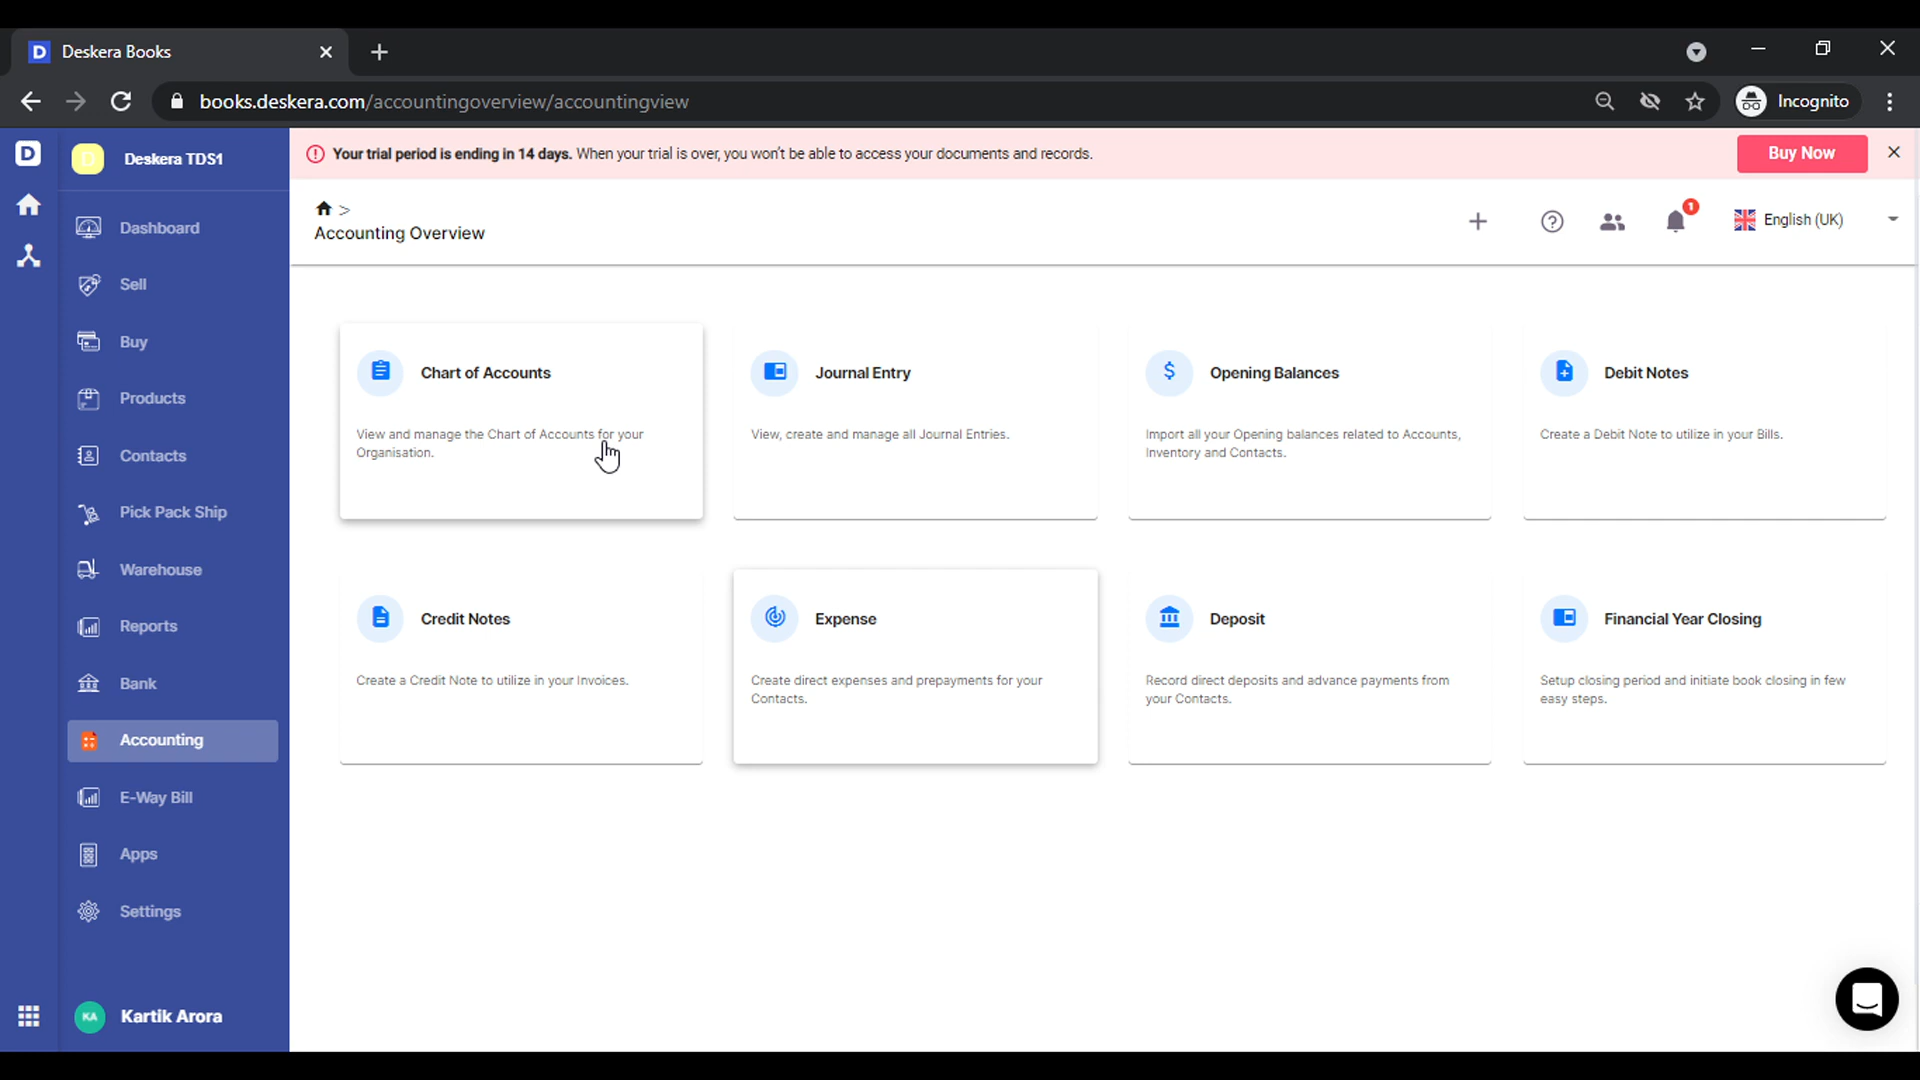 Deskera Books
books.deskera.com/accountingoverview/accountingview
Incognito
D
Deskera TDS1
Your trial period is ending in 14 days. When your trial is over, you won't be able to access your documents and records.
Buy Now
Accounting Overview
1
English (UK)
Dashboard
Sell
Buy
Products
Contacts
Pick Pack Ship
Warehouse
Reports
Bank
Accounting
E-Way Bill
Apps
Settings
KA
Kartik Arora
Chart of Accounts
View and manage the Chart of Accounts for your
Organisation.
Journal Entry
View, create and manage all Journal Entries.
Opening Balances
Import all your Opening balances related to Accounts,
Inventory and Contacts.
Debit Notes
Create a Debit Note to utilize in your Bills.
Credit Notes
Create a Credit Note to utilize in your Invoices.
Expense
Create direct expenses and prepayments for your
Contacts.
Deposit
Record direct deposits and advance payments from
your Contacts.
Financial Year Closing
Setup closing period and initiate book closing in few
easy steps.